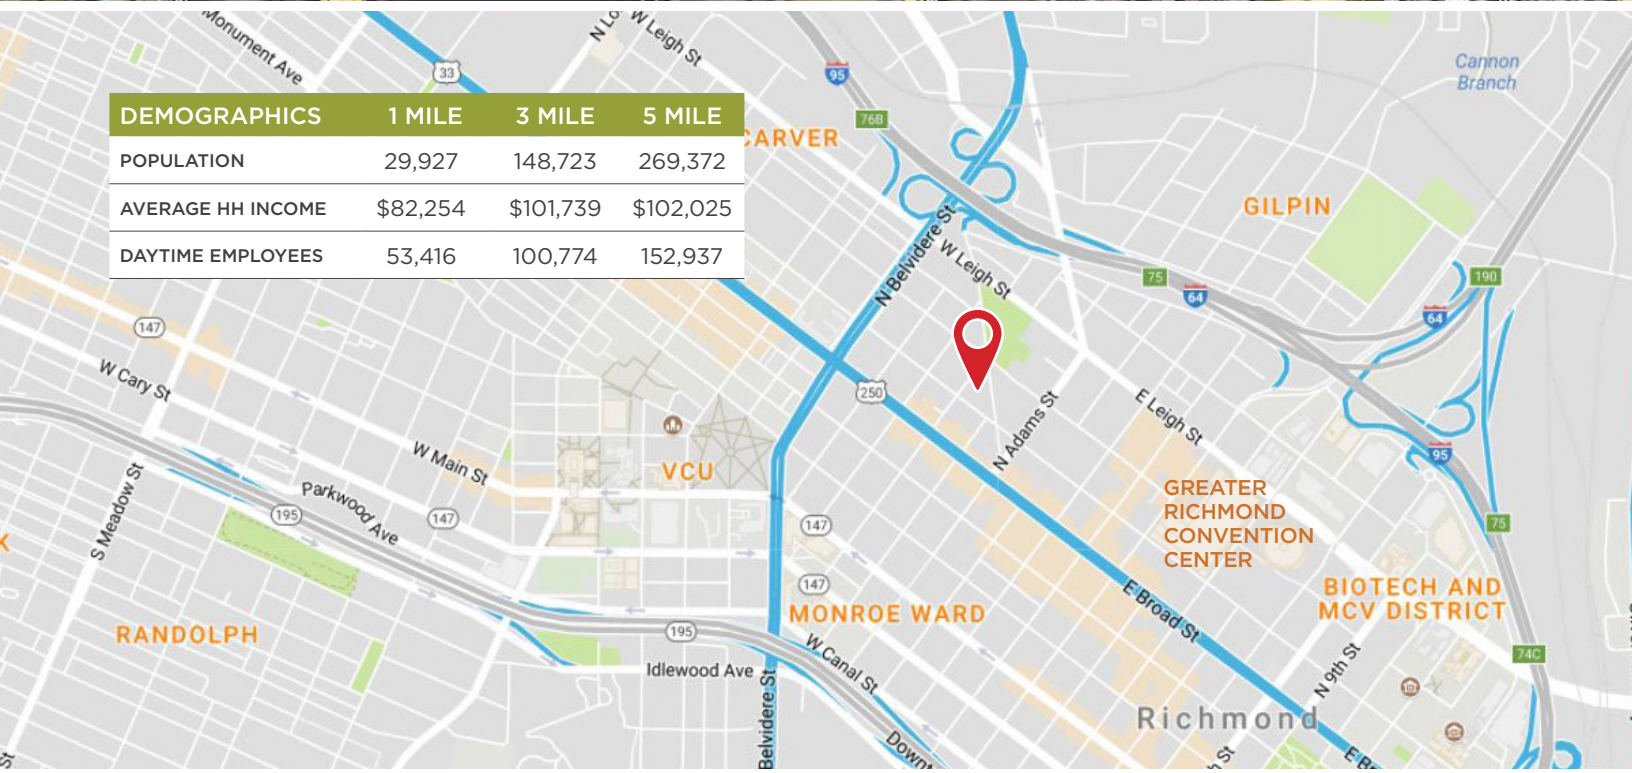 Monument Ave
33
N Lo
W Leigh St
95
76B
Cannon
Branch
DEMOGRAPHICS 1 MILE 3 MILE 5 MILE
POPULATION 29,927 148,723 269,372
AVERAGE HH INCOME $82,254 $101,739 $102,025
DAYTIME EMPLOYEES 53,416 100,774 152,937
CARVER
GILPIN
N Belvidere St
W Leigh St
75
64
190
64
147
W Cary St
250
N Adams St
E Leigh St
95
W Main St
VCU
S Meadow St
Parkwood Ave
195
147
147
GREATER
RICHMOND
CONVENTION
CENTER
75
K
147
BIOTECH AND
MCV DISTRICT
MONROE WARD
E Broad St
RANDOLPH
195
W Canal St
Idlewood Ave
N 9th St
74C
Belvidere St
Richmond
Downt
h St
E Br
St